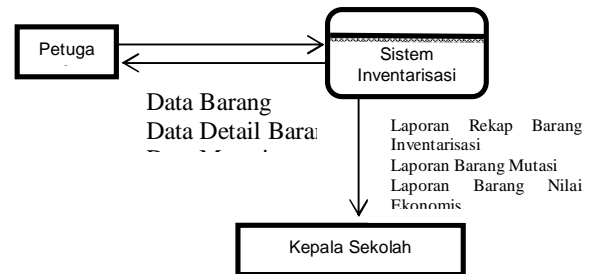 Petuga
Sistem
Inventarisasi
Data Barang
Data Detail Barar
Laporan Rekap Barang
Inventarisasi
Laporan Barang Mutasi
Laporan Barang Nilai
Ekonomis
Kepala Sekolah